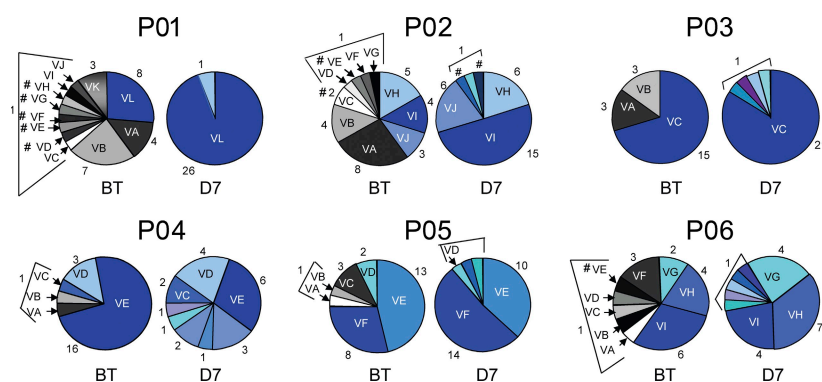 P01
P02
P03
VJ
VI
# VH
# VG
# VF
# VE
# VD
VC
1
3
VK
8
VL
VA
4
VB
7
BT
1
VL
26
D7
1
# VE
VF
VG
VD
# 2
VC
5
VH
VI
4
VB
4
VJ
3
VA
8
BT
1
#
#
6
VJ
6
VH
VI
15
D7
3
VB
3
VA
VC
15
BT
1
VC
2
D7
P04
P05
P06
1
VC
VB
VA
3
VD
VE
16
BT
4
VD
6
VE
2
VC
1
1
2
1
3
D7
1
VB
VA
3
VC
2
VD
13
VE
VF
8
BT
1
VD
10
VE
VF
14
D7
1
# VE
VD
VC
VB
VA
3
VF
2
VG
4
VH
VI
6
BT
1
4
VG
VH
7
VI
4
D7